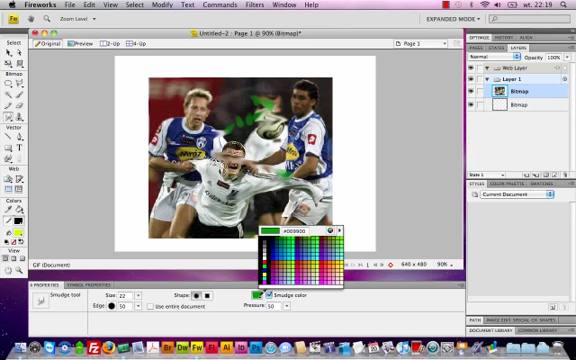 Fireworks File Edit View Select Modify Text Commands Filters Window Help
wt. 22:19
Zoom Level
EXPANDED MODE
Untitled-2 : Page 1 @ 90% (Bitmap)*
Original Preview 2-Up 4-Up
Page 1
Select
Bitmap
Vector
Web
Colors
View
OPTIMIZE HISTORY ALIGN
PAGES STATES LAYERS
Normal Opacity 100%
Web Layer
Layer 1
Bitmap
Bitmap
State 1
STYLES COLOR PALETTE SWATCHES
Current Document
#009900
GIF (Document)
640 x 480 90%
PROPERTIES SYMBOL PROPERTIES
Smudge tool
Size: 22 Shape: Smudge color
Edge: 50 Use entire document Pressure: 50
DOCUMENT LIBRARY